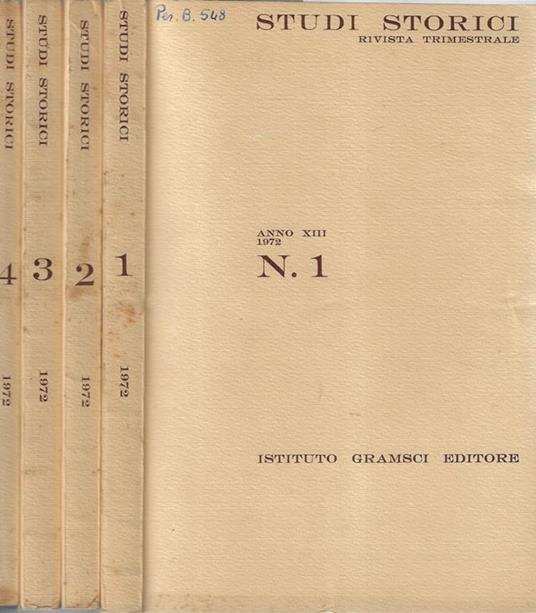 Per. B. 548
STUDI STORICI
RIVISTA TRIMESTRALE
ANNO XIII
1972
N. 1
ISTITUTO GRAMSCI EDITORE
STUDI STORICI
4
1972
STUDI STORICI
3
1972
STUDI STORICI
2
1972
STUDI STORICI
1
1972